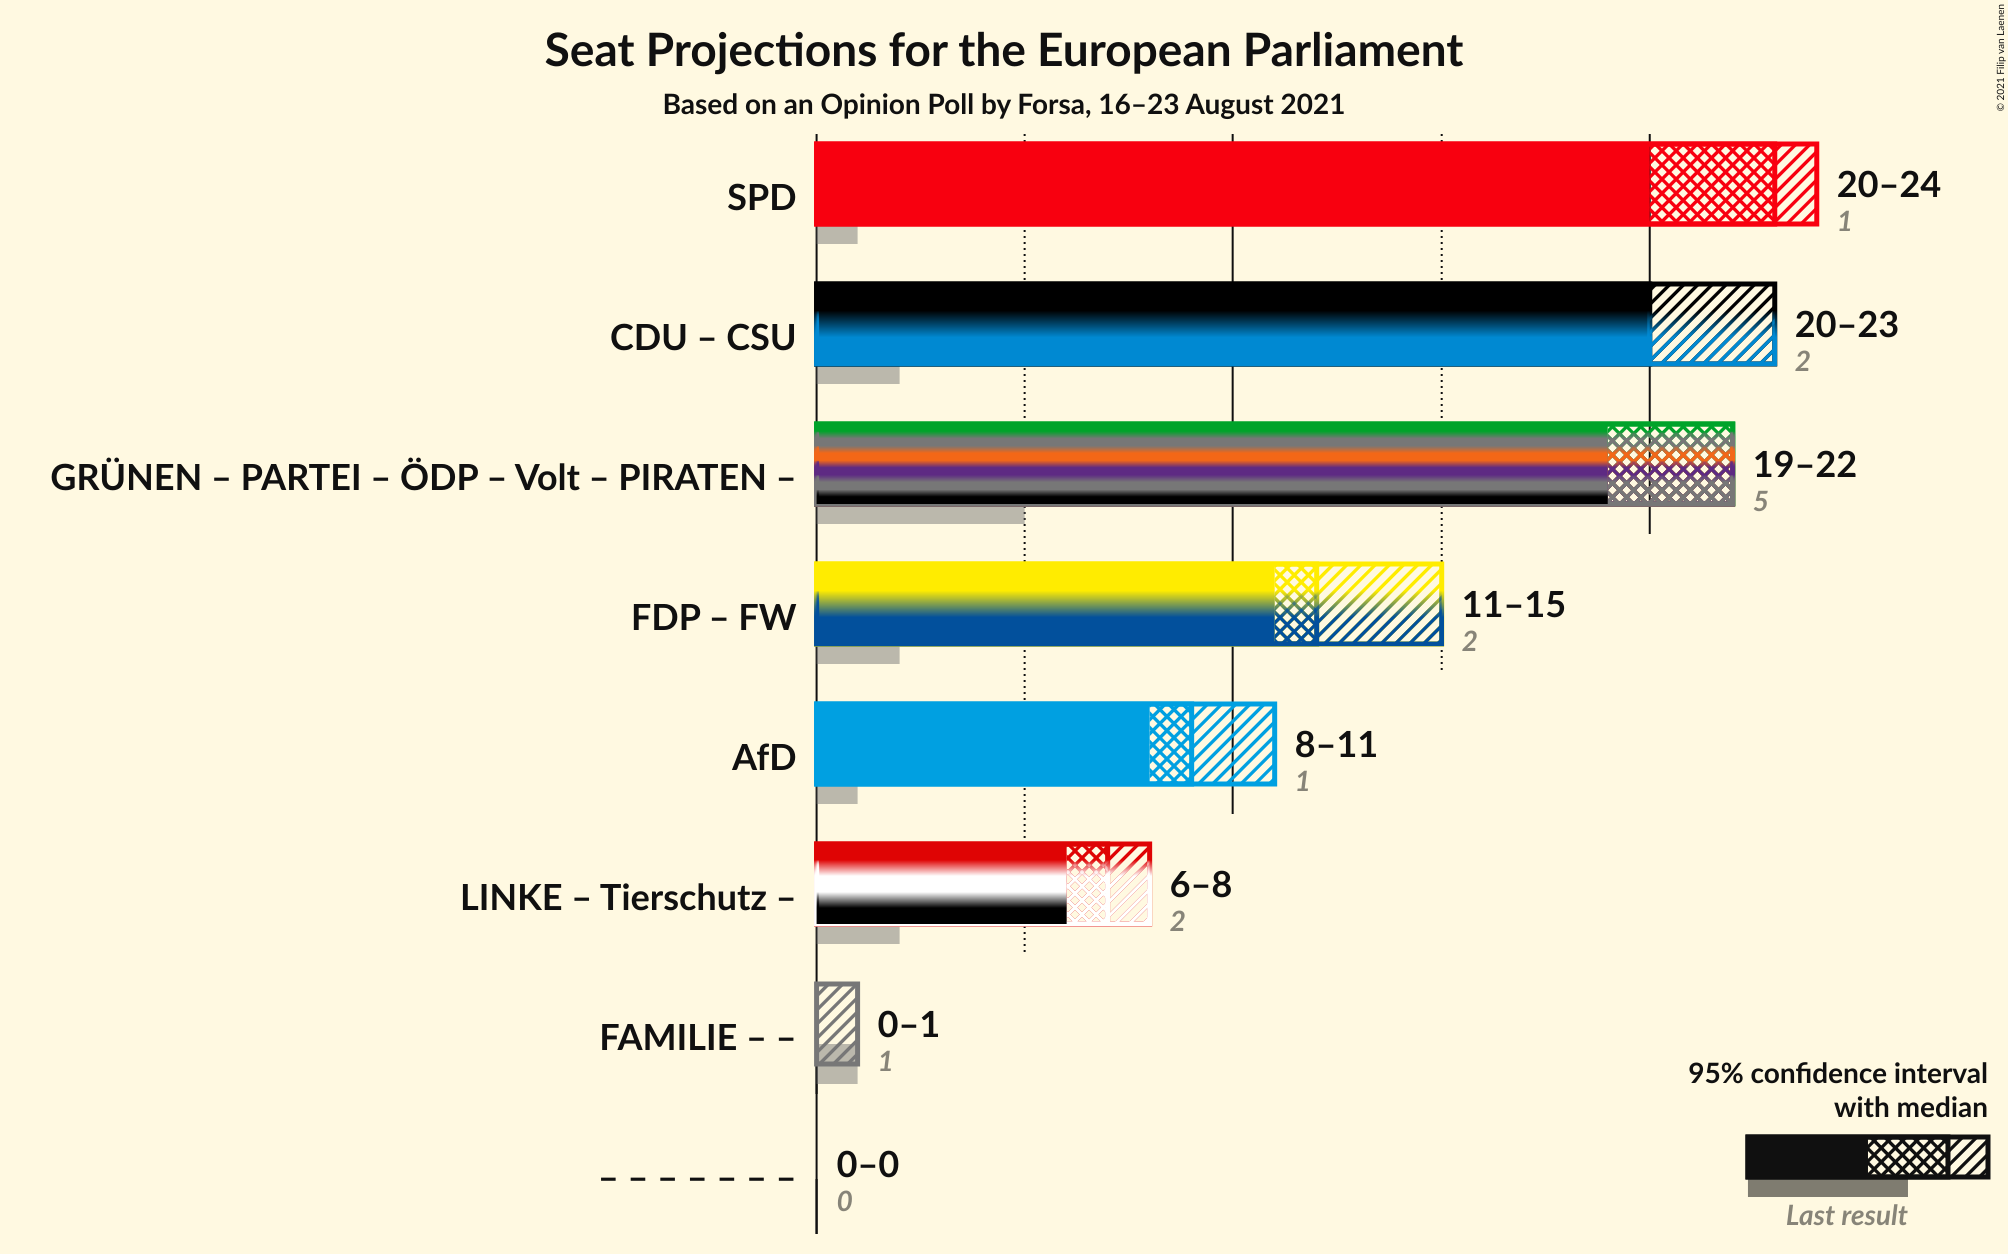 Seat Projections for the European Parliament
Based on an Opinion Poll by Forsa, 16–23 August 2021
© 2021 Filip van Laenen
SPD
20–24
1
CDU – CSU
20–23
2
GRÜNEN – PARTEI – ÖDP – Volt – PIRATEN –
19–22
5
FDP – FW
11–15
2
AfD
8–11
1
LINKE – Tierschutz –
6–8
2
FAMILIE – –
0–1
1
– – – – – – –
0–0
0
95% confidence interval
with median
Last result